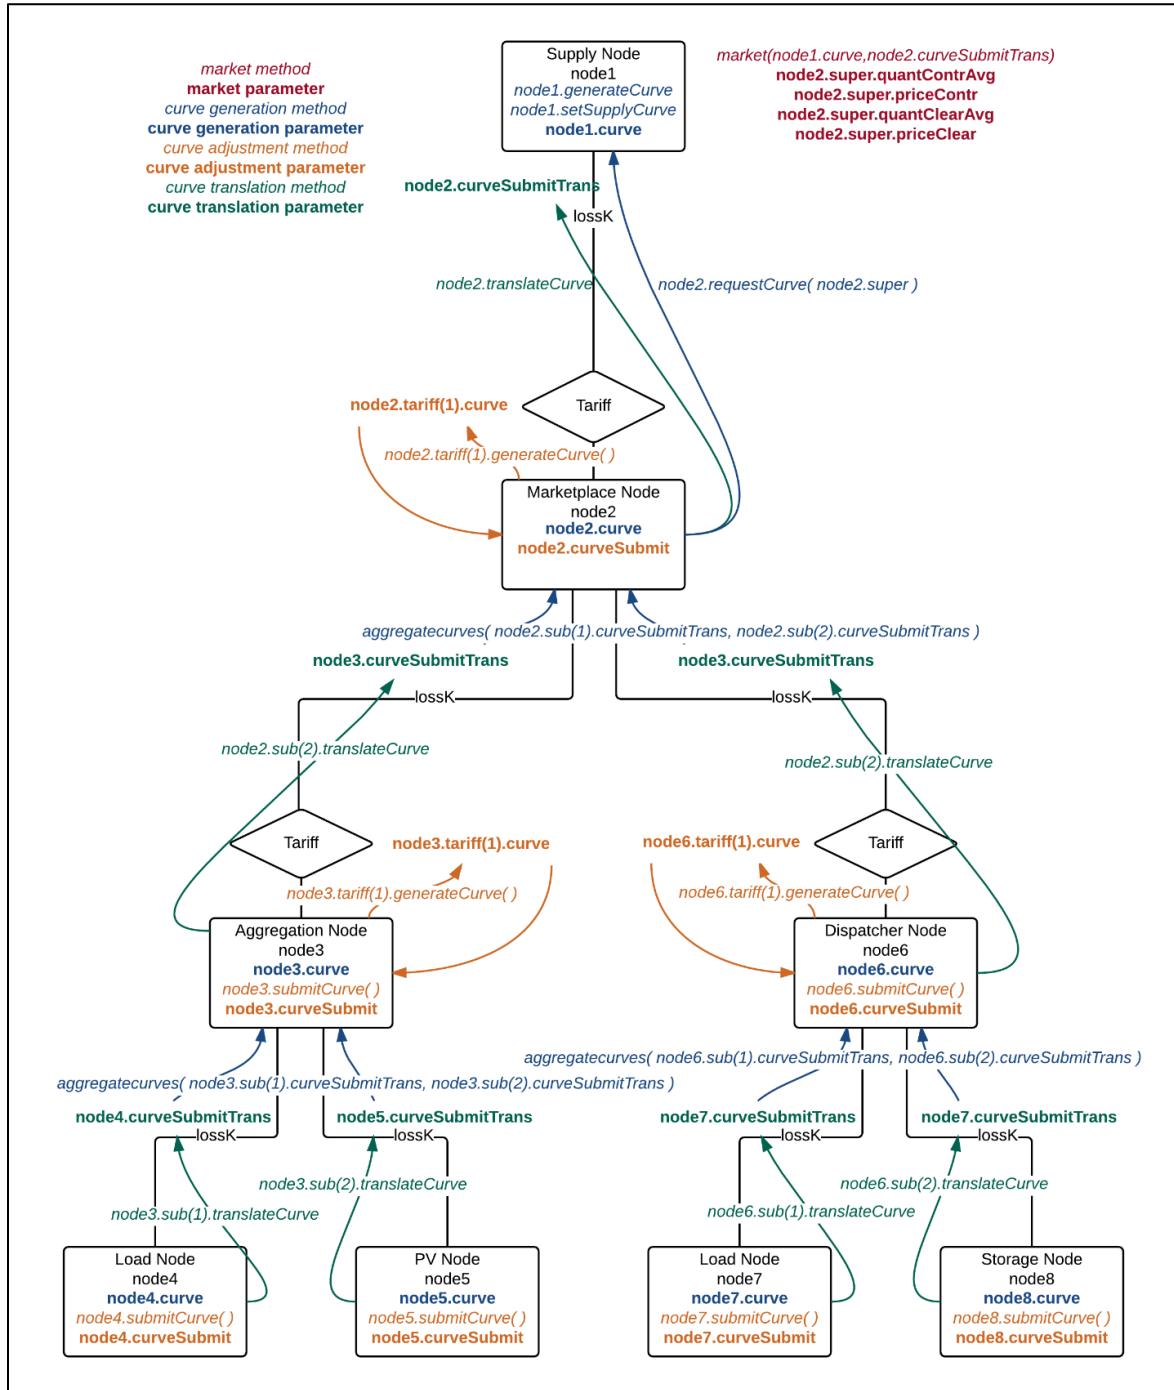 market method
market parameter
curve generation method
curve generation parameter
curve adjustment method
curve adjustment parameter
curve translation method
curve translation parameter
Supply Node
node1
node1.generateCurve
node1.setSupplyCurve
node1.curve
market(node1.curve,node2.curveSubmitTrans)
node2.super.quantContrAvg
node2.super.priceContr
node2.super.quantClearAvg
node2.super.priceClear
node2.curveSubmitTrans
lossK
node2.translateCurve
node2.requestCurve( node2.super )
node2.tariff(1).curve
Tariff
node2.tariff(1).generateCurve( )
Marketplace Node
node2
node2.curve
node2.curveSubmit
aggregatecurves( node2.sub(1).curveSubmitTrans, node2.sub(2).curveSubmitTrans )
node3.curveSubmitTrans
node3.curveSubmitTrans
lossK
lossK
node2.sub(2).translateCurve
node2.sub(2).translateCurve
Tariff
node3.tariff(1).curve
node6.tariff(1).curve
Tariff
node3.tariff(1).generateCurve( )
node6.tariff(1).generateCurve( )
Aggregation Node
node3
node3.curve
node3.submitCurve( )
node3.curveSubmit
Dispatcher Node
node6
node6.curve
node6.submitCurve( )
node6.curveSubmit
aggregatecurves( node6.sub(1).curveSubmitTrans, node6.sub(2).curveSubmitTrans )
aggregatecurves( node3.sub(1).curveSubmitTrans, node3.sub(2).curveSubmitTrans )
node4.curveSubmitTrans
node5.curveSubmitTrans
node7.curveSubmitTrans
node7.curveSubmitTrans
lossK
lossK
lossK
lossK
node3.sub(2).translateCurve
node6.sub(2).translateCurve
node3.sub(1).translateCurve
node6.sub(1).translateCurve
Load Node
node4
node4.curve
node4.submitCurve( )
node4.curveSubmit
PV Node
node5
node5.curve
node5.submitCurve( )
node5.curveSubmit
Load Node
node7
node7.curve
node7.submitCurve( )
node7.curveSubmit
Storage Node
node8
node8.curve
node8.submitCurve( )
node8.curveSubmit